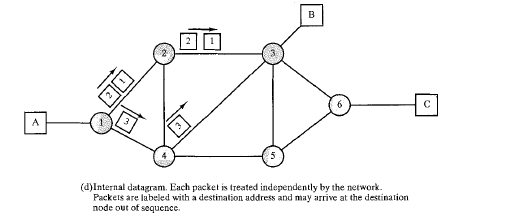 B
2 1
2
3
2 1
3
3
6
C
A
1
4
5
(d)Internal datagram. Each packet is treated independently by the network.
Packets are labeled with a destination address and may arrive at the destination
node out of sequence.